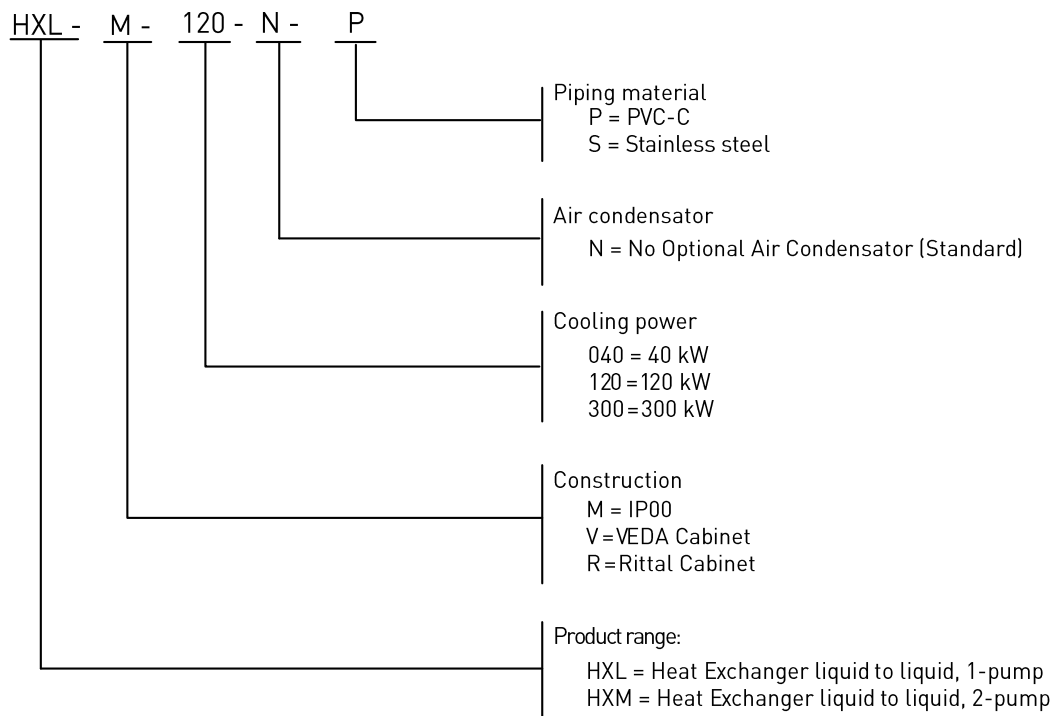 HXL - M - 120 - N - P
Piping material
P = PVC-C
S = Stainless steel
Air condensator
N = No Optional Air Condensator (Standard)
Cooling power
040 = 40 kW
120=120 kW
300=300 kW
Construction
M = IP00
V=VEDA Cabinet
R=Rittal Cabinet
Product range:
HXL = Heat Exchanger liquid to liquid, 1-pump
HXM = Heat Exchanger liquid to liquid, 2-pump